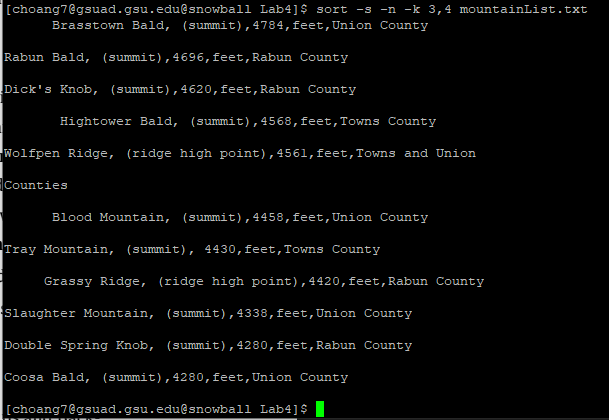 [choang7@gsuad.gsu.edu@snowball Lab4]$ sort -s -n -k 3,4 mountainList.txt
Brasstown Bald, (summit),4784,feet,Union County
Rabun Bald, (summit),4696,feet,Rabun County
Dick's Knob, (summit),4620,feet,Rabun County
Hightower Bald, (summit),4568,feet,Towns County
Wolfpen Ridge, (ridge high point),4561,feet,Towns and Union
Counties
Blood Mountain, (summit),4458,feet,Union County
Tray Mountain, (summit), 4430,feet,Towns County
Grassy Ridge, (ridge high point),4420,feet,Rabun County
Slaughter Mountain, (summit),4338,feet,Union County
Double Spring Knob, (summit),4280,feet,Rabun County
Coosa Bald, (summit),4280,feet,Union County
[choang7@gsuad.gsu.edu@snowball Lab4]$